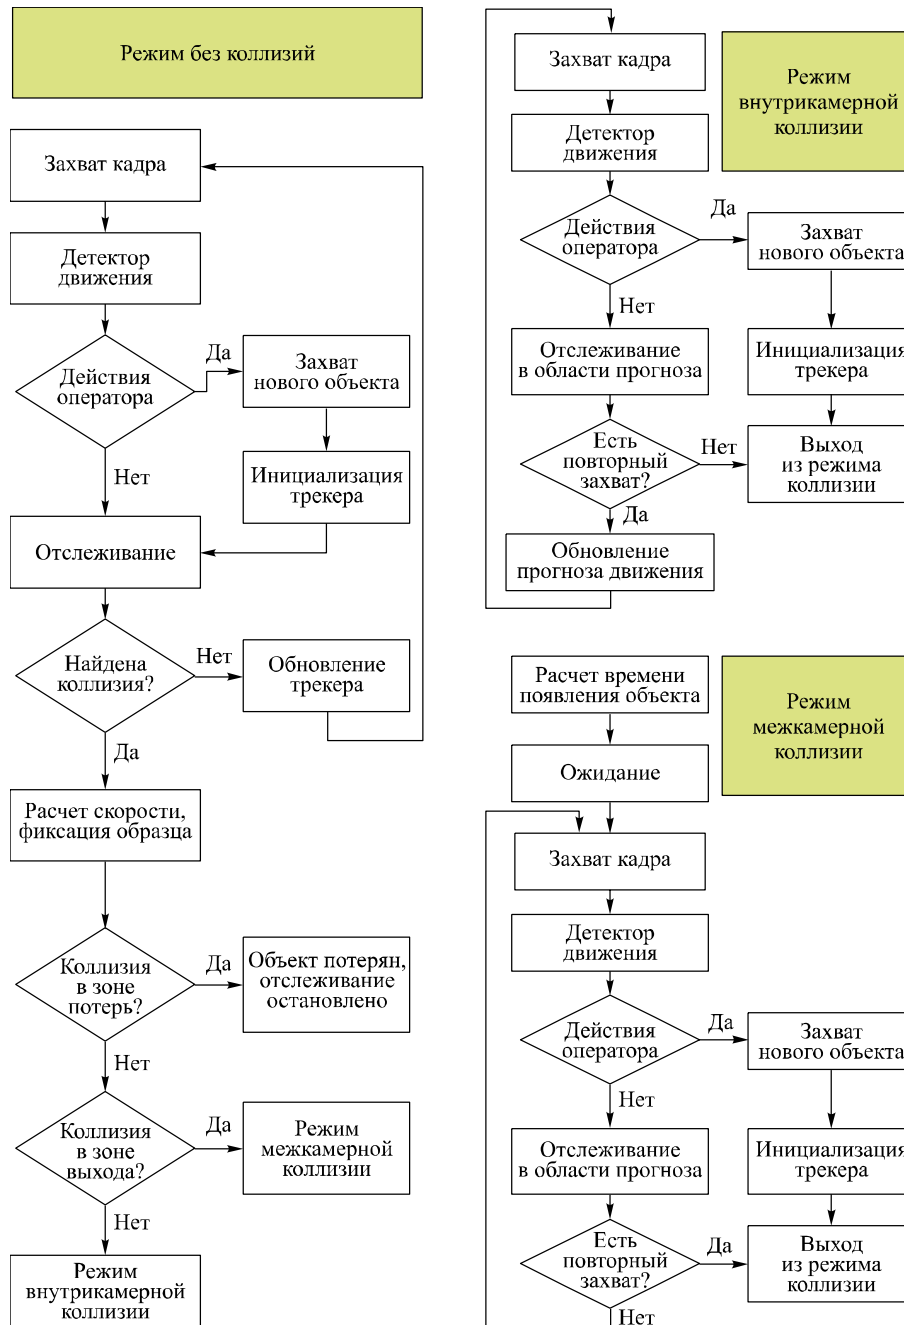 Режим без коллизий
Захват кадра
Детектор
движения
Действия
оператора
Да
Захват
нового объекта
Инициализация
трекера
Нет
Отслеживание
Найдена
коллизия?
Нет
Обновление
трекера
Да
Расчет скорости,
фиксация образца
Коллизия
в зоне
потерь?
Да
Объект потерян,
отслеживание
остановлено
Нет
Коллизия
в зоне
выхода?
Да
Режим
межкамерной
коллизии
Нет
Режим
внутрикамерной
коллизии
Режим
внутрикамерной
коллизии
Захват кадра
Детектор
движения
Действия
оператора
Да
Захват
нового объекта
Инициализация
трекера
Нет
Отслеживание
в области прогноза
Есть
повторный
захват?
Нет
Выход
из режима
коллизии
Да
Обновление
прогноза движения
Режим
межкамерной
коллизии
Расчет времени
появления объекта
Ожидание
Захват кадра
Детектор
движения
Действия
оператора
Да
Захват
нового объекта
Инициализация
трекера
Нет
Отслеживание
в области прогноза
Есть
повторный
захват?
Да
Выход
из режима
коллизии
Нет